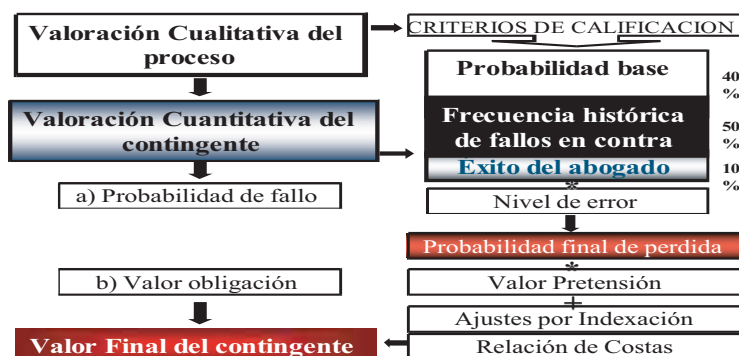 Valoración Cualitativa del
proceso
CRITERIOS DE CALIFICACION
Probabilidad base
40
%
Valoración Cuantitativa del
contingente
Frecuencia histórica
de fallos en contra
50
%
Exito del abogado
10
%
a) Probabilidad de fallo
*
Nivel de error
Probabilidad final de perdida
*
b) Valor obligación
Valor Pretensión
+
Ajustes por Indexación
Valor Final del contingente
Relación de Costas